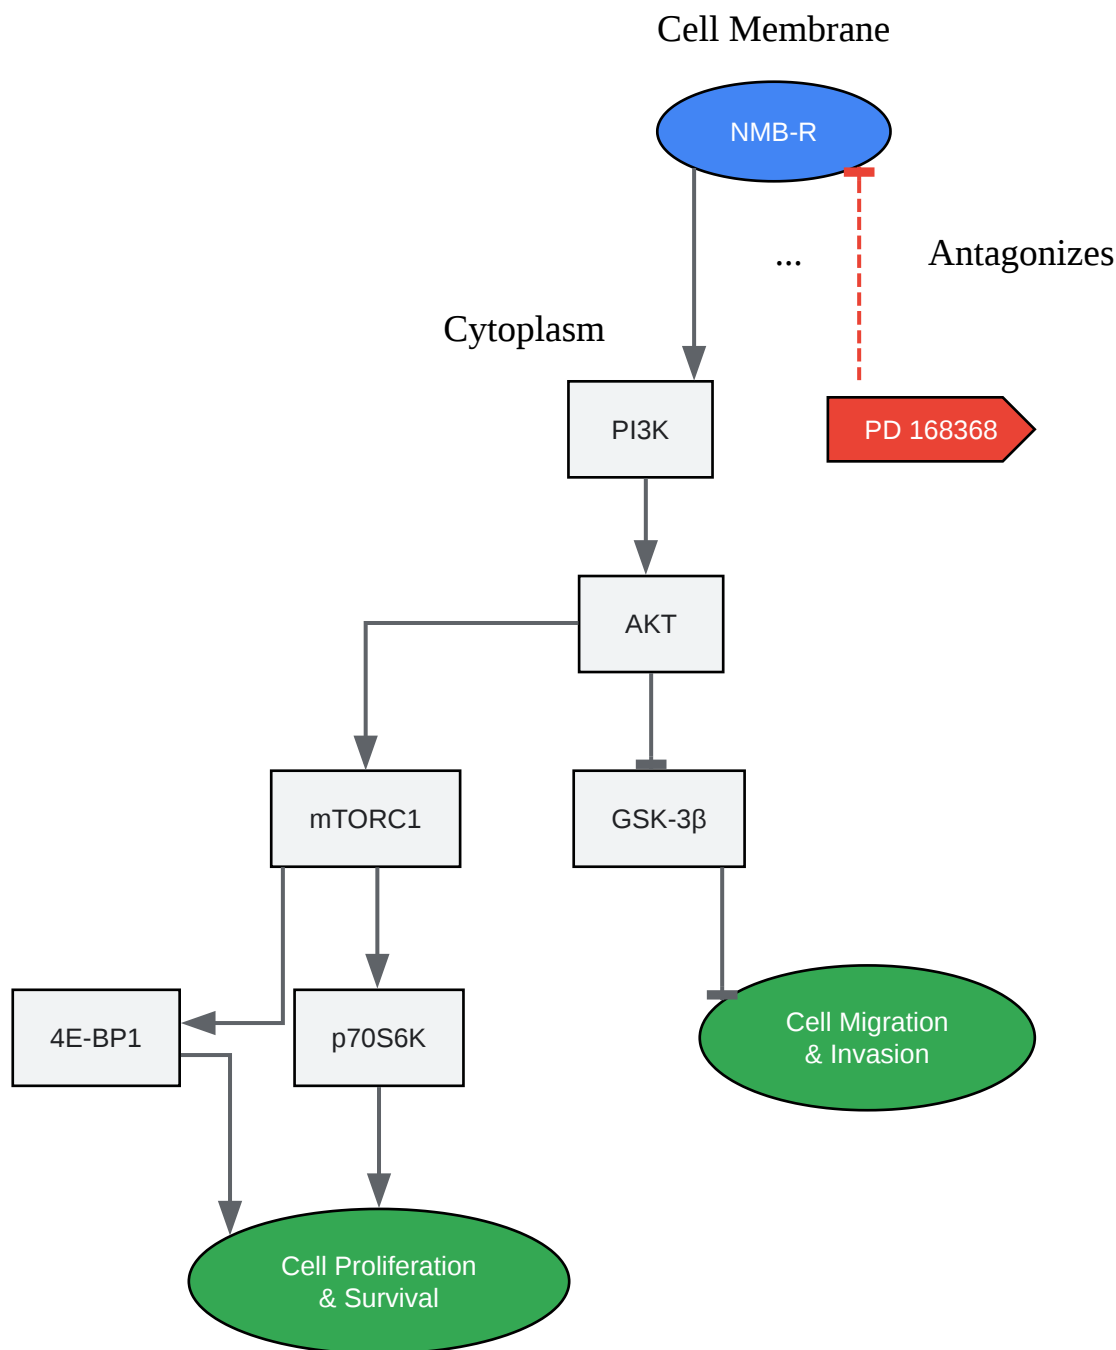 Cell Membrane
NMB-R
...
Antagonizes
Cytoplasm
PI3K
PD 168368
AKT
mTORC1
GSK-3β
4E-BP1
p70S6K
Cell Migration
& Invasion
Cell Proliferation
& Survival